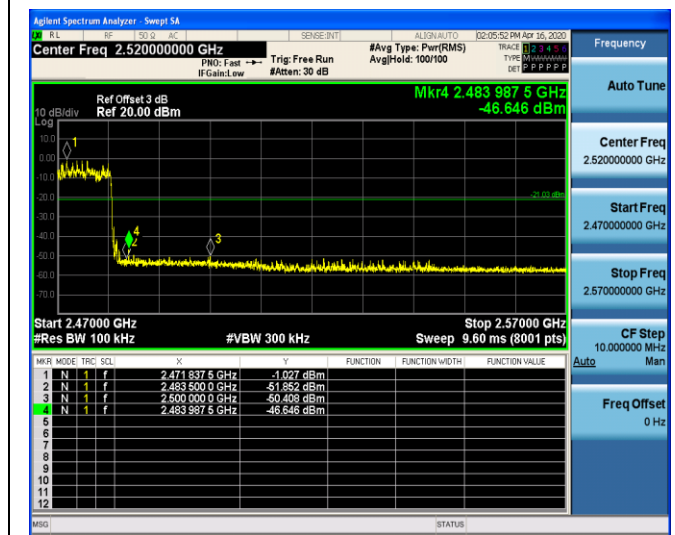 Agilent Spectrum Analyzer - Swept SA
RL RF 50 Ω AC SENSE:INT ALIGNAUTO 02:05:52 PM Apr 16, 2020
Center Freq 2.520000000 GHz
PNO: Fast
IFGain:Low
Trig: Free Run
#Atten: 30 dB
#Avg Type: Pwr(RMS)
Avg|Hold: 100/100
TRACE 1 2 3 4 5 6
TYPE M
DET P P P P P P
Frequency
Auto Tune
Center Freq
2.520000000 GHz
Start Freq
2.470000000 GHz
Stop Freq
2.570000000 GHz
CF Step
10.000000 MHz
Auto Man
Freq Offset
0 Hz
Mkr4 2.483 987 5 GHz
-46.646 dBm
Ref Offset 3 dB
10 dB/div Ref 20.00 dBm
Log
10.0
0.00
-10.0
-20.0
-30.0
-40.0
-50.0
-60.0
-70.0
-21.03 dBm
1
4
2
3
Start 2.47000 GHz Stop 2.57000 GHz
#Res BW 100 kHz #VBW 300 kHz Sweep 9.60 ms (8001 pts)
MKR MODE TRC SCL X Y FUNCTION FUNCTION WIDTH FUNCTION VALUE
1 N 1 f 2.471 837 5 GHz -1.027 dBm
2 N 1 f 2.483 500 0 GHz -51.852 dBm
3 N 1 f 2.500 000 0 GHz -50.408 dBm
4 N 1 f 2.483 987 5 GHz -46.646 dBm
5
6
7
8
9
10
11
12
MSG STATUS